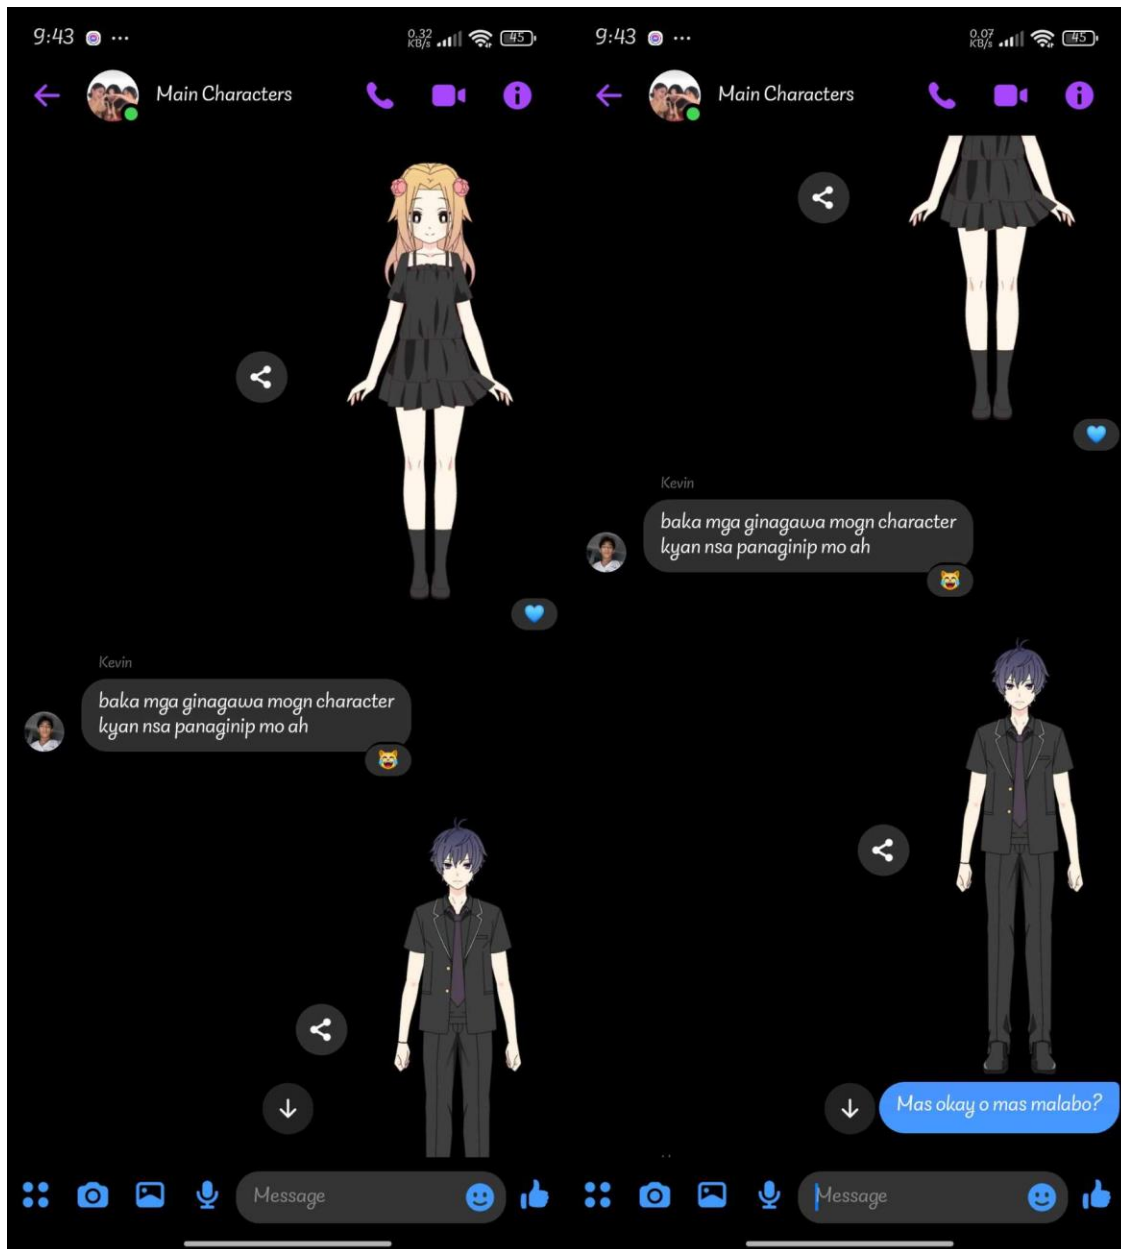 9:43
0.32
KB/s
45
Main Characters
Kevin
baka mga ginagawa mogn character
kyan nsa panaginip mo ah
Message
9:43
0.07
KB/s
45
Main Characters
Kevin
baka mga ginagawa mogn character
kyan nsa panaginip mo ah
Mas okay o mas malabo?
Message